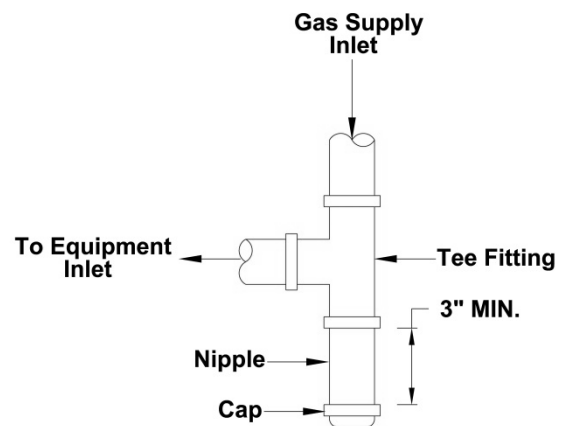 Gas Supply
Inlet
To Equipment
Inlet
Tee Fitting
3" MIN.
Nipple
Cap